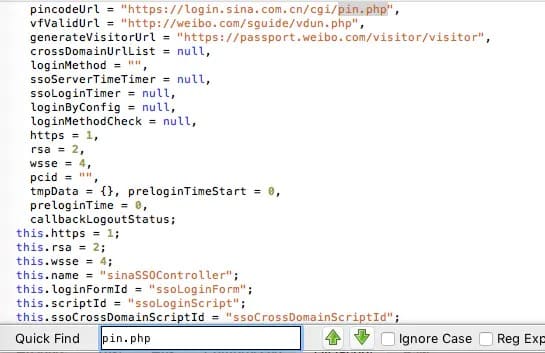 pincodeUrl = "https://login.sina.com.cn/cgi/pin.php",
vfValidUrl = "http://weibo.com/sguide/vdun.php",
generateVisitorUrl = "https://passport.weibo.com/visitor/visitor",
crossDomainUrlList = null,
loginMethod = "",
ssoServerTimeTimer = null,
ssoLoginTimer = null,
loginByConfig = null,
loginMethodCheck = null,
https = 1,
rsa = 2,
wsse = 4,
pcid = "",
tmpData = {}, preloginTimeStart = 0,
preloginTime = 0,
callbackLogoutStatus;
this.https = 1;
this.rsa = 2;
this.wsse = 4;
this.name = "sinaSSOController";
this.loginFormId = "ssoLoginForm";
this.scriptId = "ssoLoginScript";
this.ssoCrossDomainScriptId = "ssoCrossDomainScriptId";
Quick Find pin.php Ignore Case Reg Exp